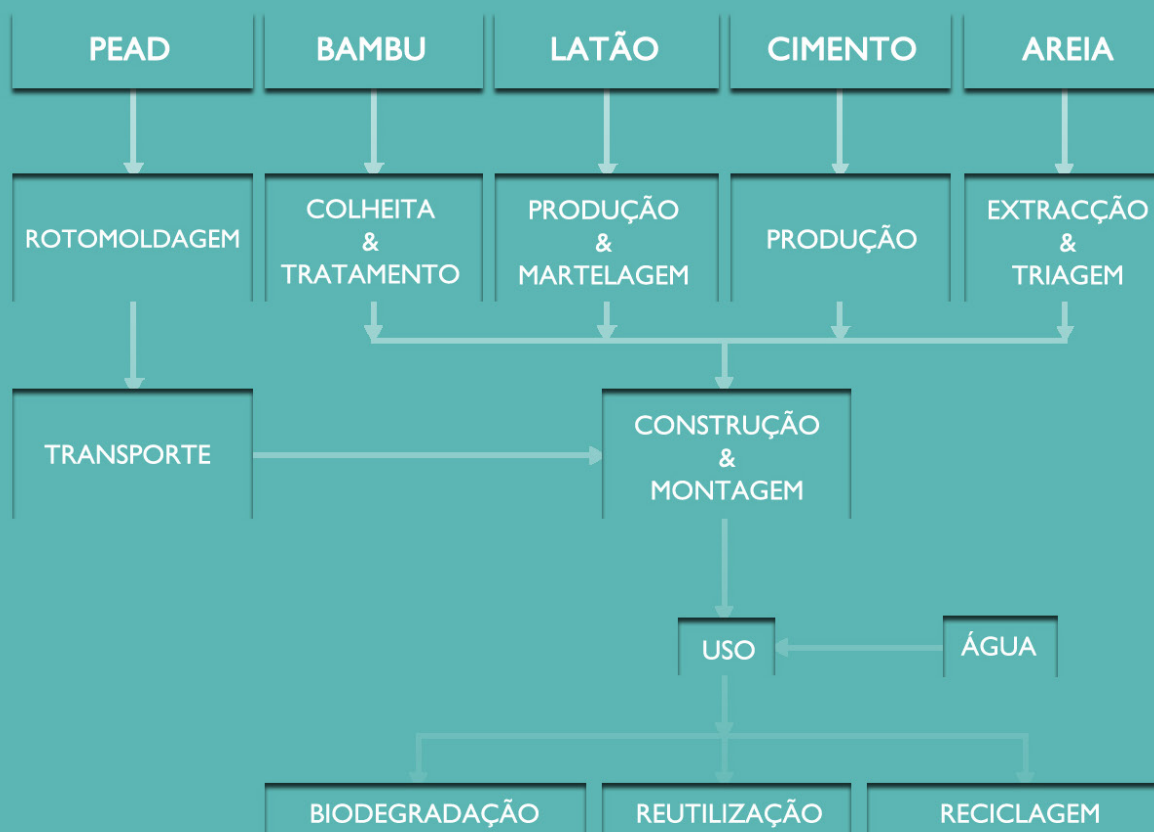 PEAD
BAMBU
LATÃO
CIMENTO
AREIA
ROTOMOLDAGEM
COLHEITA
&
TRATAMENTO
PRODUÇÃO
&
MARTELAGEM
PRODUÇÃO
EXTRACÇÃO
&
TRIAGEM
TRANSPORTE
CONSTRUÇÃO
&
MONTAGEM
USO
ÁGUA
BIODEGRADAÇÃO
REUTILIZAÇÃO
RECICLAGEM